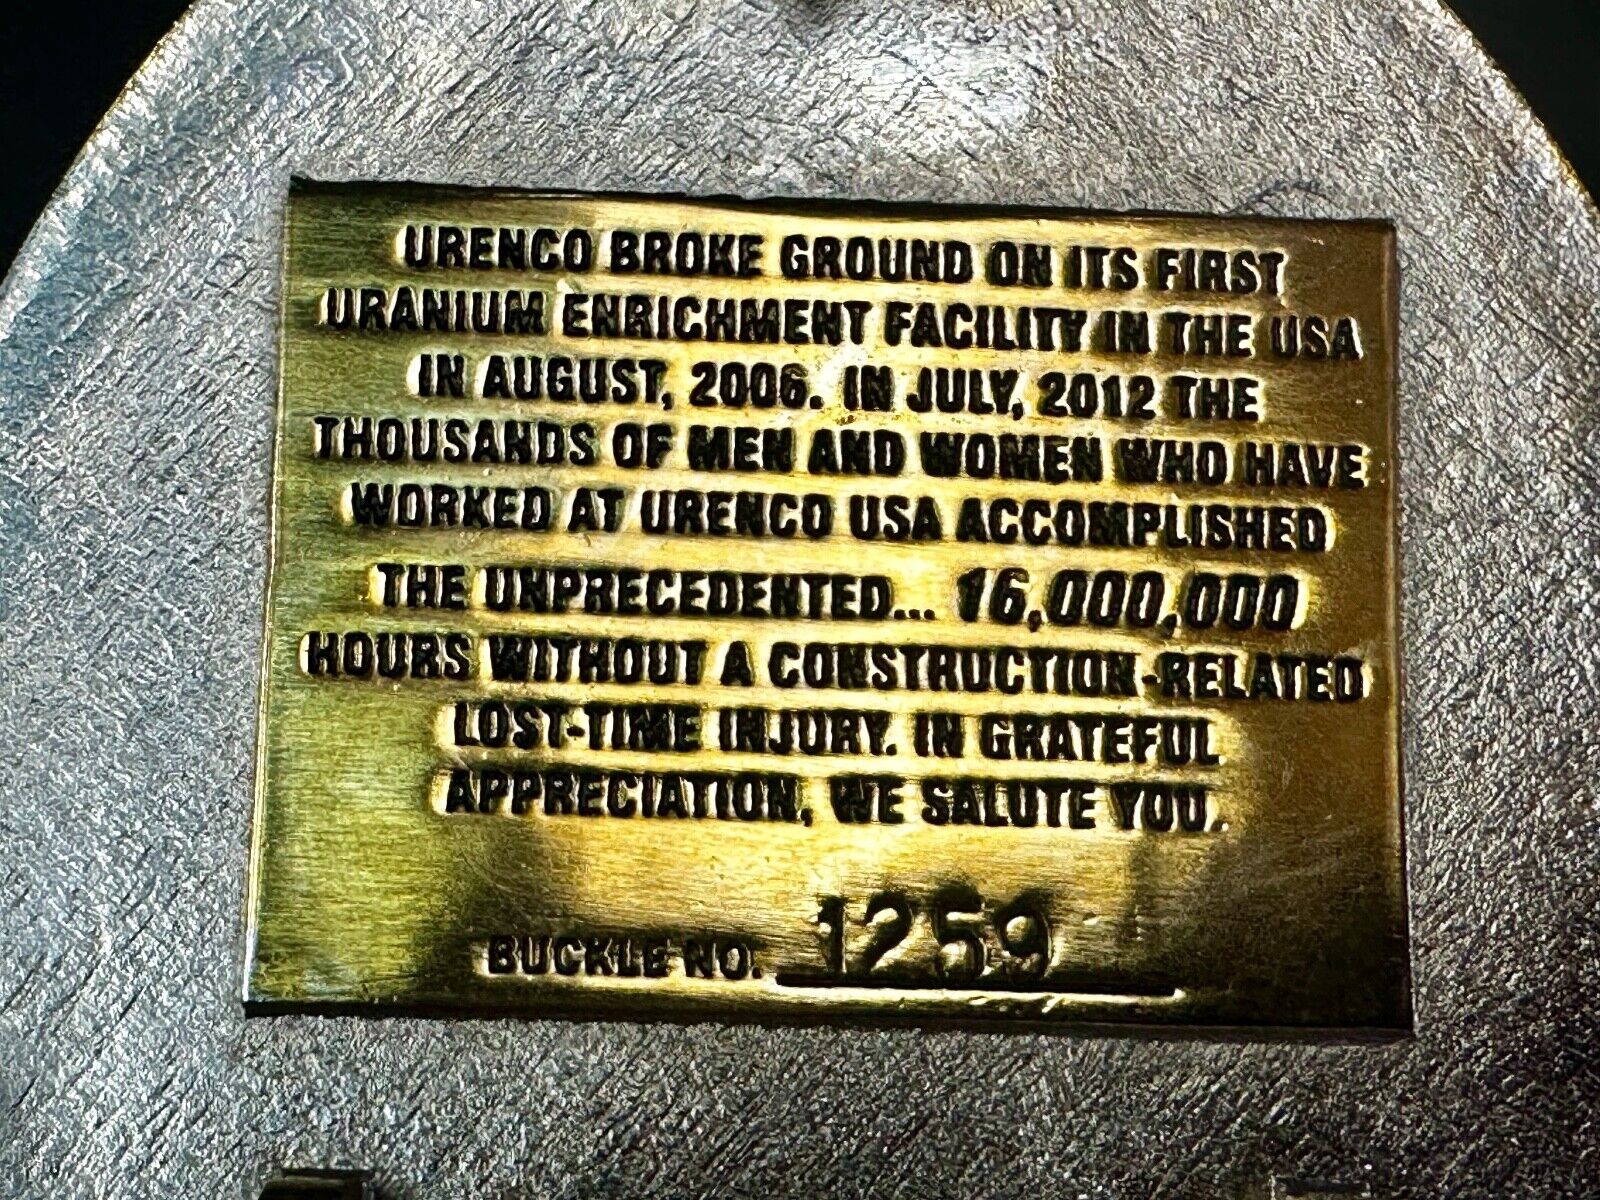 URENCO BROKE GROUND ON ITS FIRST
URANIUM ENRICHMENT FACILITY IN THE USA
IN AUGUST, 2006. IN JULY, 2012 THE
THOUSANDS OF MEN AND WOMEN WHO HAVE
WORKED AT URENCO USA ACCOMPLISHED
THE UNPRECEDENTED... 16,000,000
HOURS WITHOUT A CONSTRUCTION-RELATED
LOST-TIME INJURY. IN GRATEFUL
APPRECIATION, WE SALUTE YOU.
BUCKLE NO. 1259